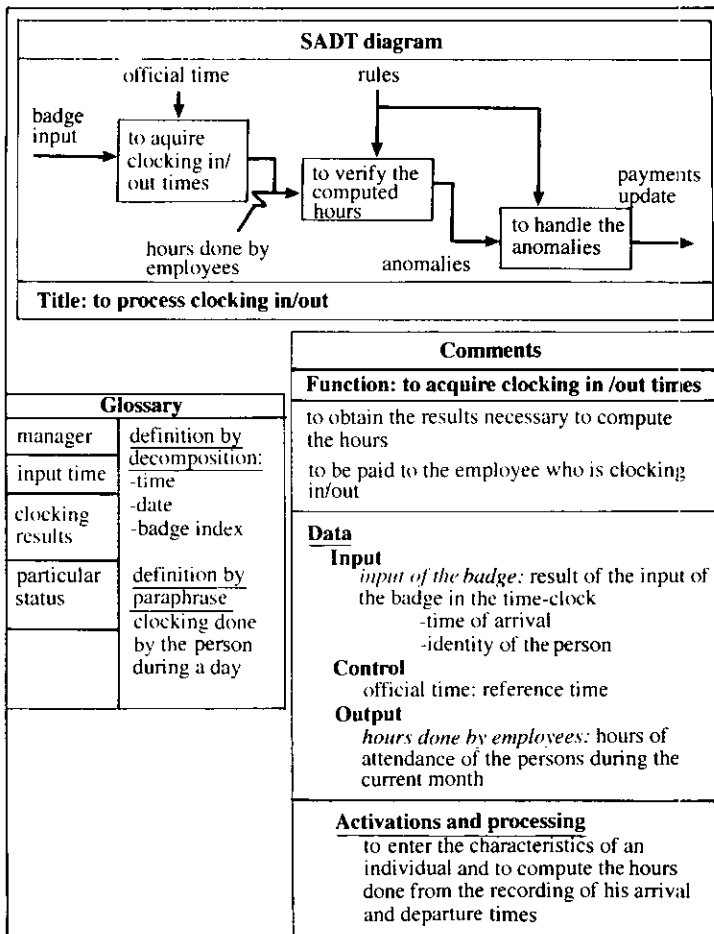 SADT diagram
official time
rules
badge
input
to aquire
clocking in/
out times
to verify the
computed
hours
payments
update
to handle the
anomalies
hours done by
employees
anomalies
Title: to process clocking in/out
Glossary
manager
input time
clocking
results
particular
status
definition by
decomposition:
-time
-date
-badge index
definition by
paraphrase
clocking done
by the person
during a day
Comments
Function: to acquire clocking in /out times
to obtain the results necessary to compute
the hours
to be paid to the employee who is clocking
in/out
Data
Input
input of the badge: result of the input of
the badge in the time-clock
-time of arrival
-identity of the person
Control
official time: reference time
Output
hours done by employees: hours of
attendance of the persons during the
current month
Activations and processing
to enter the characteristics of an
individual and to compute the hours
done from the recording of his arrival
and departure times